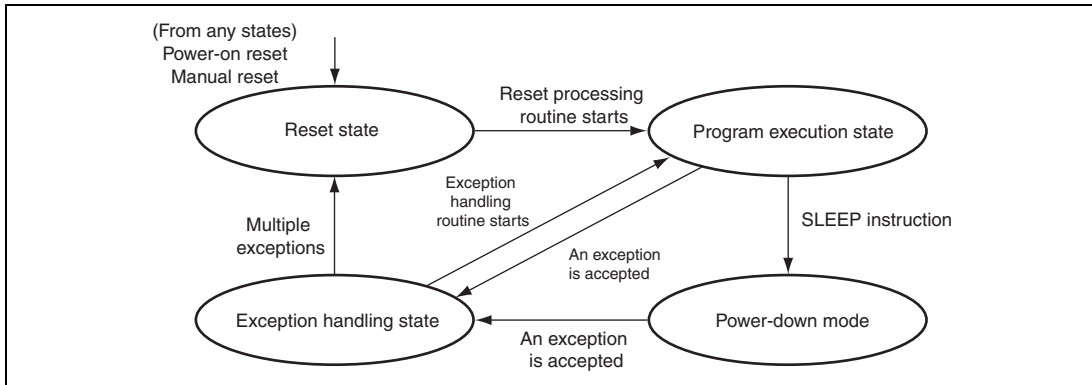 (From any states)
Power-on reset
Manual reset
Reset processing
routine starts
Reset state
Program execution state
Exception
handling
routine starts
Multiple
exceptions
SLEEP instruction
An exception
is accepted
Exception handling state
Power-down mode
An exception
is accepted